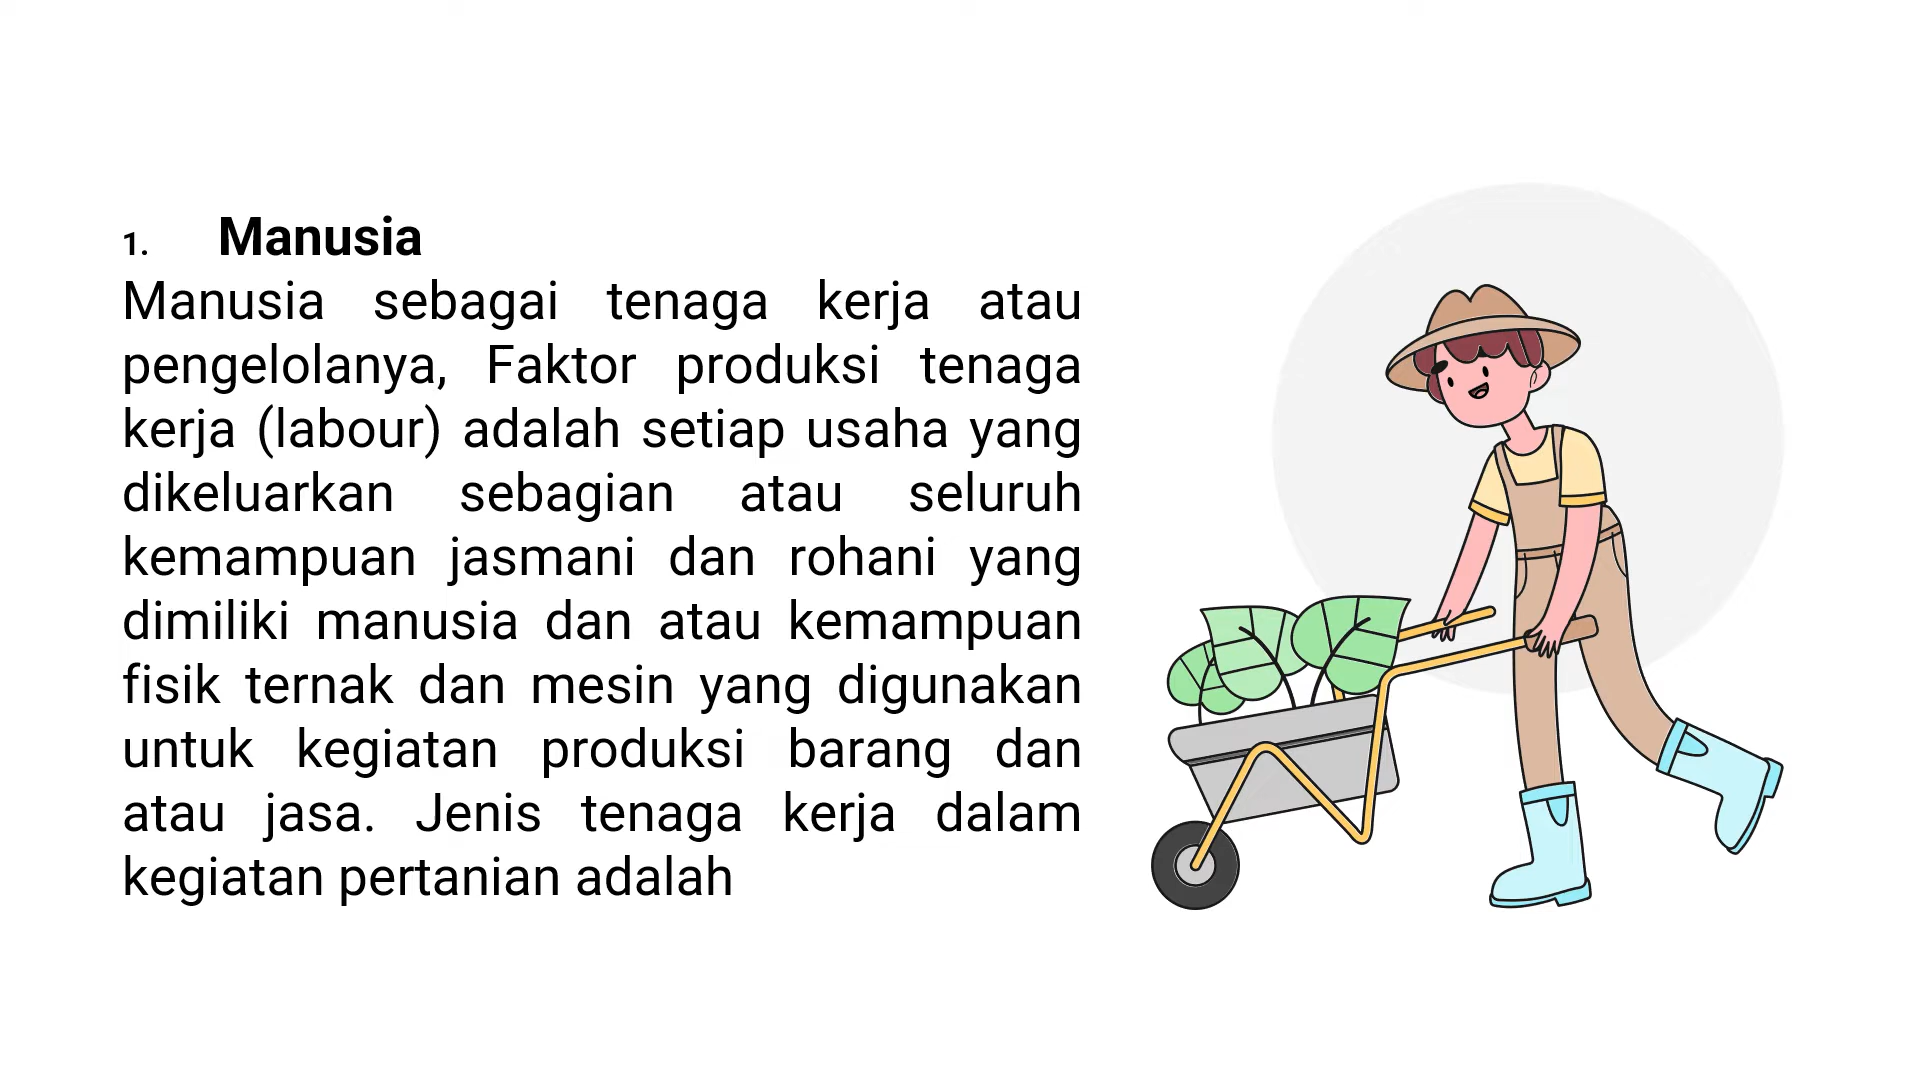 1. Manusia
Manusia sebagai tenaga kerja atau
pengelolanya, Faktor produksi tenaga
kerja (labour) adalah setiap usaha yang
dikeluarkan sebagian atau seluruh
kemampuan jasmani dan rohani yang
dimiliki manusia dan atau kemampuan
fisik ternak dan mesin yang digunakan
untuk kegiatan produksi barang dan
atau jasa. Jenis tenaga kerja dalam
kegiatan pertanian adalah